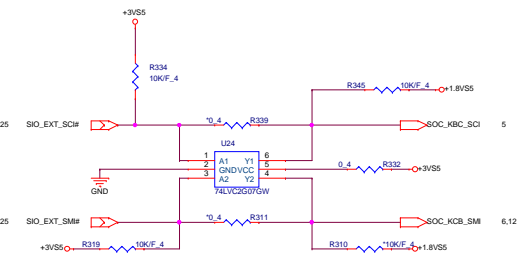 +3VS5
R334
10K/F_4
R345 10K/F_4 +1.8VS5
25 SIO_EXT_SCI# *0_4 R339 SOC_KBC_SCI 5
U24
1 A1 Y1 6
2 GND VCC 5 0_4 R332 +3VS5
3 A2 Y2 4
GND
74LVC2G07GW
25 SIO_EXT_SMI# *0_4 R311 SOC_KCB_SMI 6,12
+3VS5 R319 10K/F_4 R310 *10K/F_4 +1.8VS5